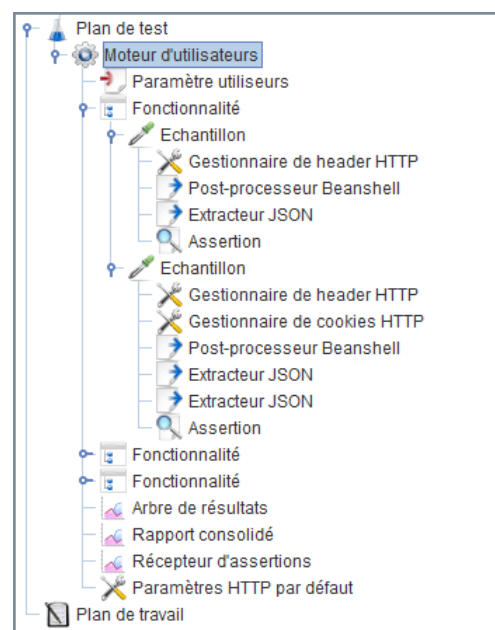 Plan de test
Moteur d'utilisateurs
Paramètre utiliseurs
Fonctionnalité
Echantillon
Gestionnaire de header HTTP
Post-processeur Beanshell
Extracteur JSON
Assertion
Echantillon
Gestionnaire de header HTTP
Gestionnaire de cookies HTTP
Post-processeur Beanshell
Extracteur JSON
Extracteur JSON
Assertion
Fonctionnalité
Fonctionnalité
Arbre de résultats
Rapport consolidé
Récepteur d'assertions
Paramètres HTTP par défaut
Plan de travail